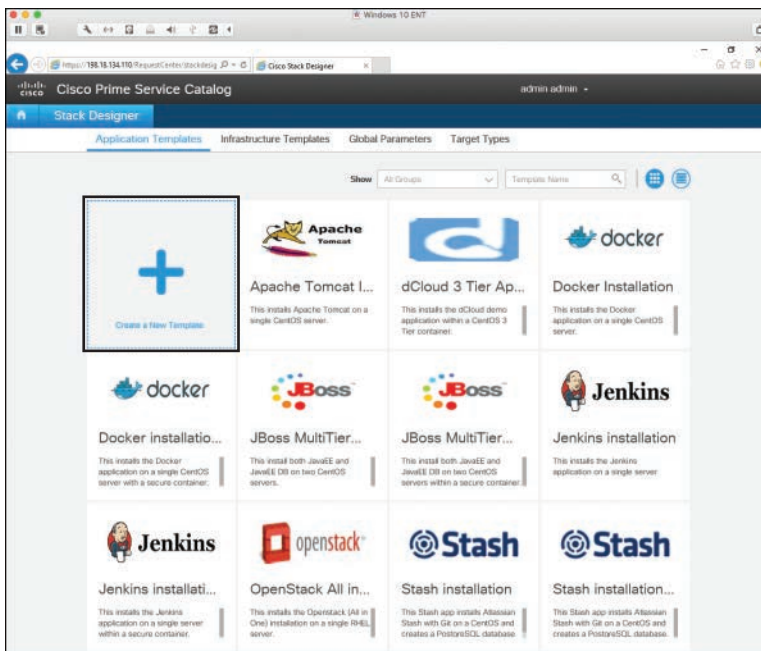 Windows 10 ENT
https://198.18.134.110/RequestCenter/stackdesig
Cisco Stack Designer
cisco
Cisco Prime Service Catalog
admin admin
Stack Designer
Application Templates
Infrastructure Templates
Global Parameters
Target Types
Show
All Groups
Template Name
Create a New Template
Apache
Tomcat
Apache Tomcat I...
This installs Apache Tomcat on a
single CentOS server.
dCloud 3 Tier Ap...
This installs the dCloud demo
application within a CentOS 3
Tier container.
docker
Docker Installation
This installs the Docker
application on a single CentOS
server.
docker
Docker installatio...
This installs the Docker
application on a single CentOS
server with a secure container.
JBoss
JBoss MultiTier...
This install both JavaEE and
JavaEE DB on two CentOS
servers.
JBoss
JBoss MultiTier...
This install both JavaEE and
JavaEE DB on two CentOS
servers within a secure container.
Jenkins
Jenkins installation
This installs the Jenkins
application on a single server
Jenkins
Jenkins installati...
This installs the Jenkins
application on a single server
within a secure container.
openstack
OpenStack All in...
This installs the Openstack (All in
One) installation on a single RHEL
server.
Stash
Stash installation
This Stash app installs Atlassian
Stash with Git on a CentOS and
creates a PostgreSQL database
Stash
Stash installation...
This Stash app installs Atlassian
Stash with Git on a CentOS and
creates a PostgreSQL database